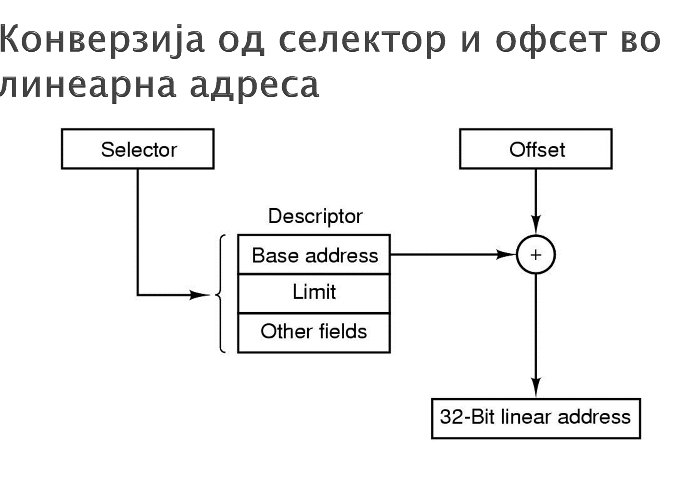 Конверзија од селектор и офсет во
линеарна адреса
Selector
Offset
Descriptor
Base address
+
Limit
Other fields
32-Bit linear address